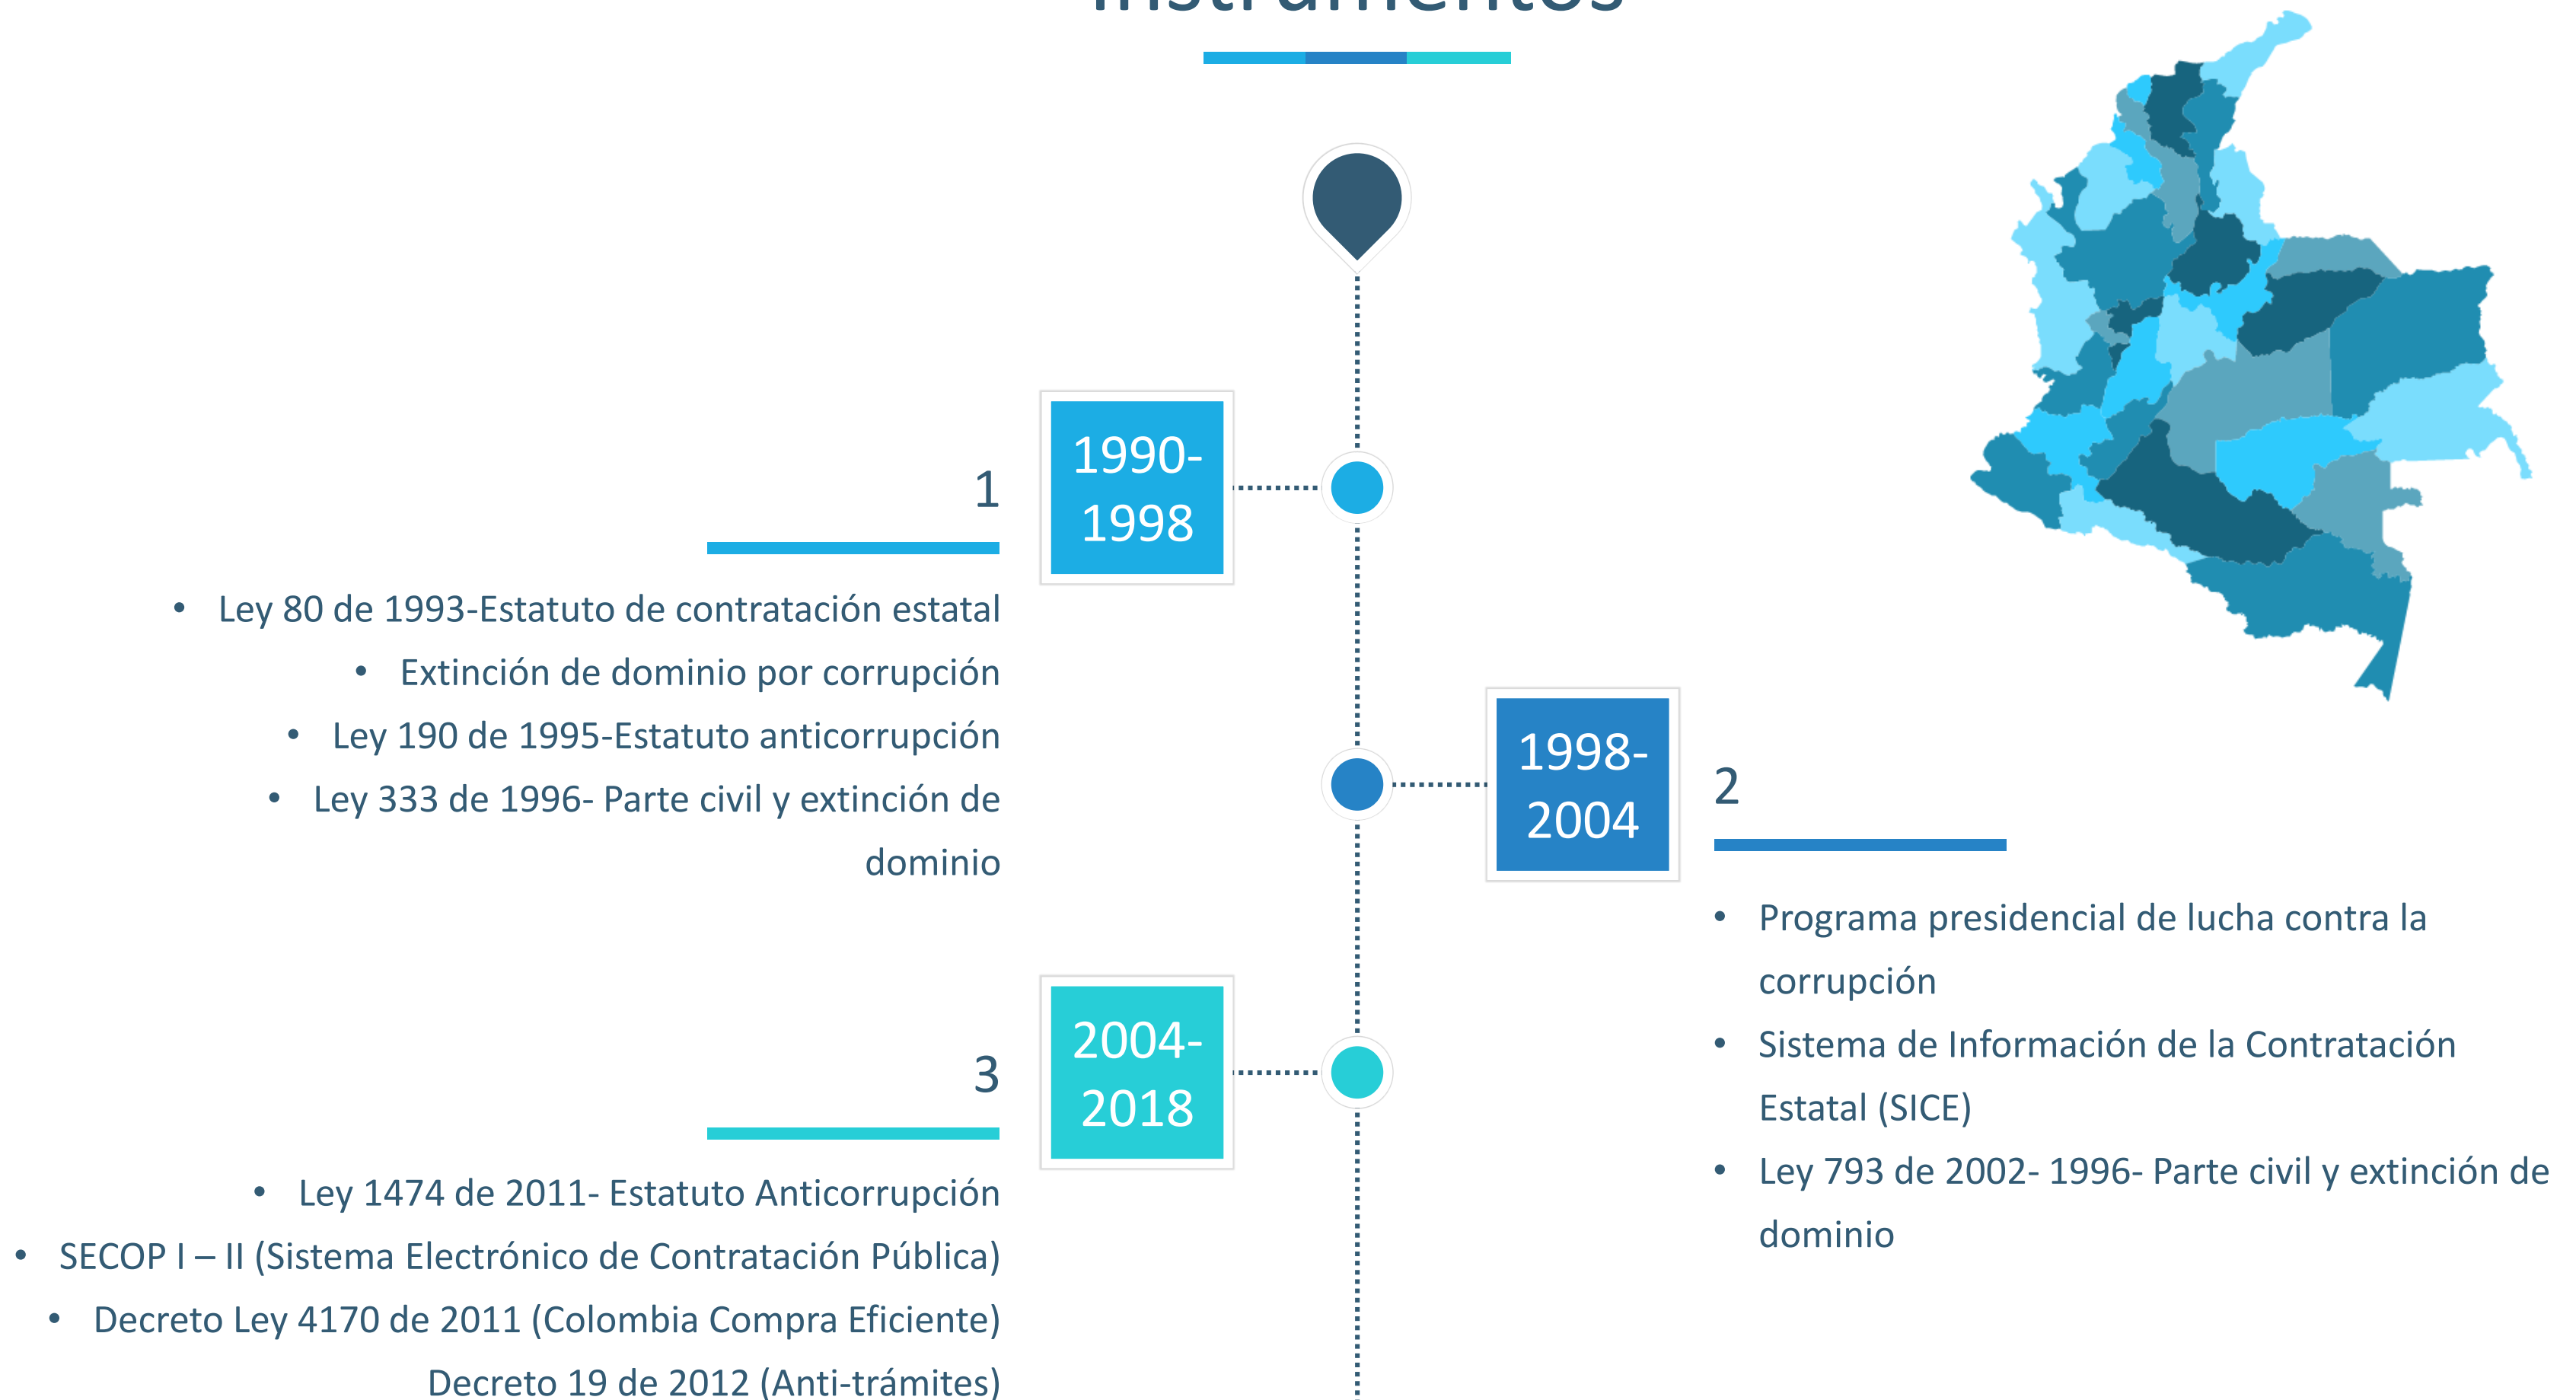 Instrumentos
1990-
1998
1
• Ley 80 de 1993-Estatuto de contratación estatal
• Extinción de dominio por corrupción
• Ley 190 de 1995-Estatuto anticorrupción
• Ley 333 de 1996- Parte civil y extinción de
dominio
1998-
2004
2
• Programa presidencial de lucha contra la
corrupción
• Sistema de Información de la Contratación
Estatal (SICE)
• Ley 793 de 2002- 1996- Parte civil y extinción de
dominio
2004-
2018
3
• Ley 1474 de 2011- Estatuto Anticorrupción
• SECOP I – II (Sistema Electrónico de Contratación Pública)
• Decreto Ley 4170 de 2011 (Colombia Compra Eficiente)
Decreto 19 de 2012 (Anti-trámites)